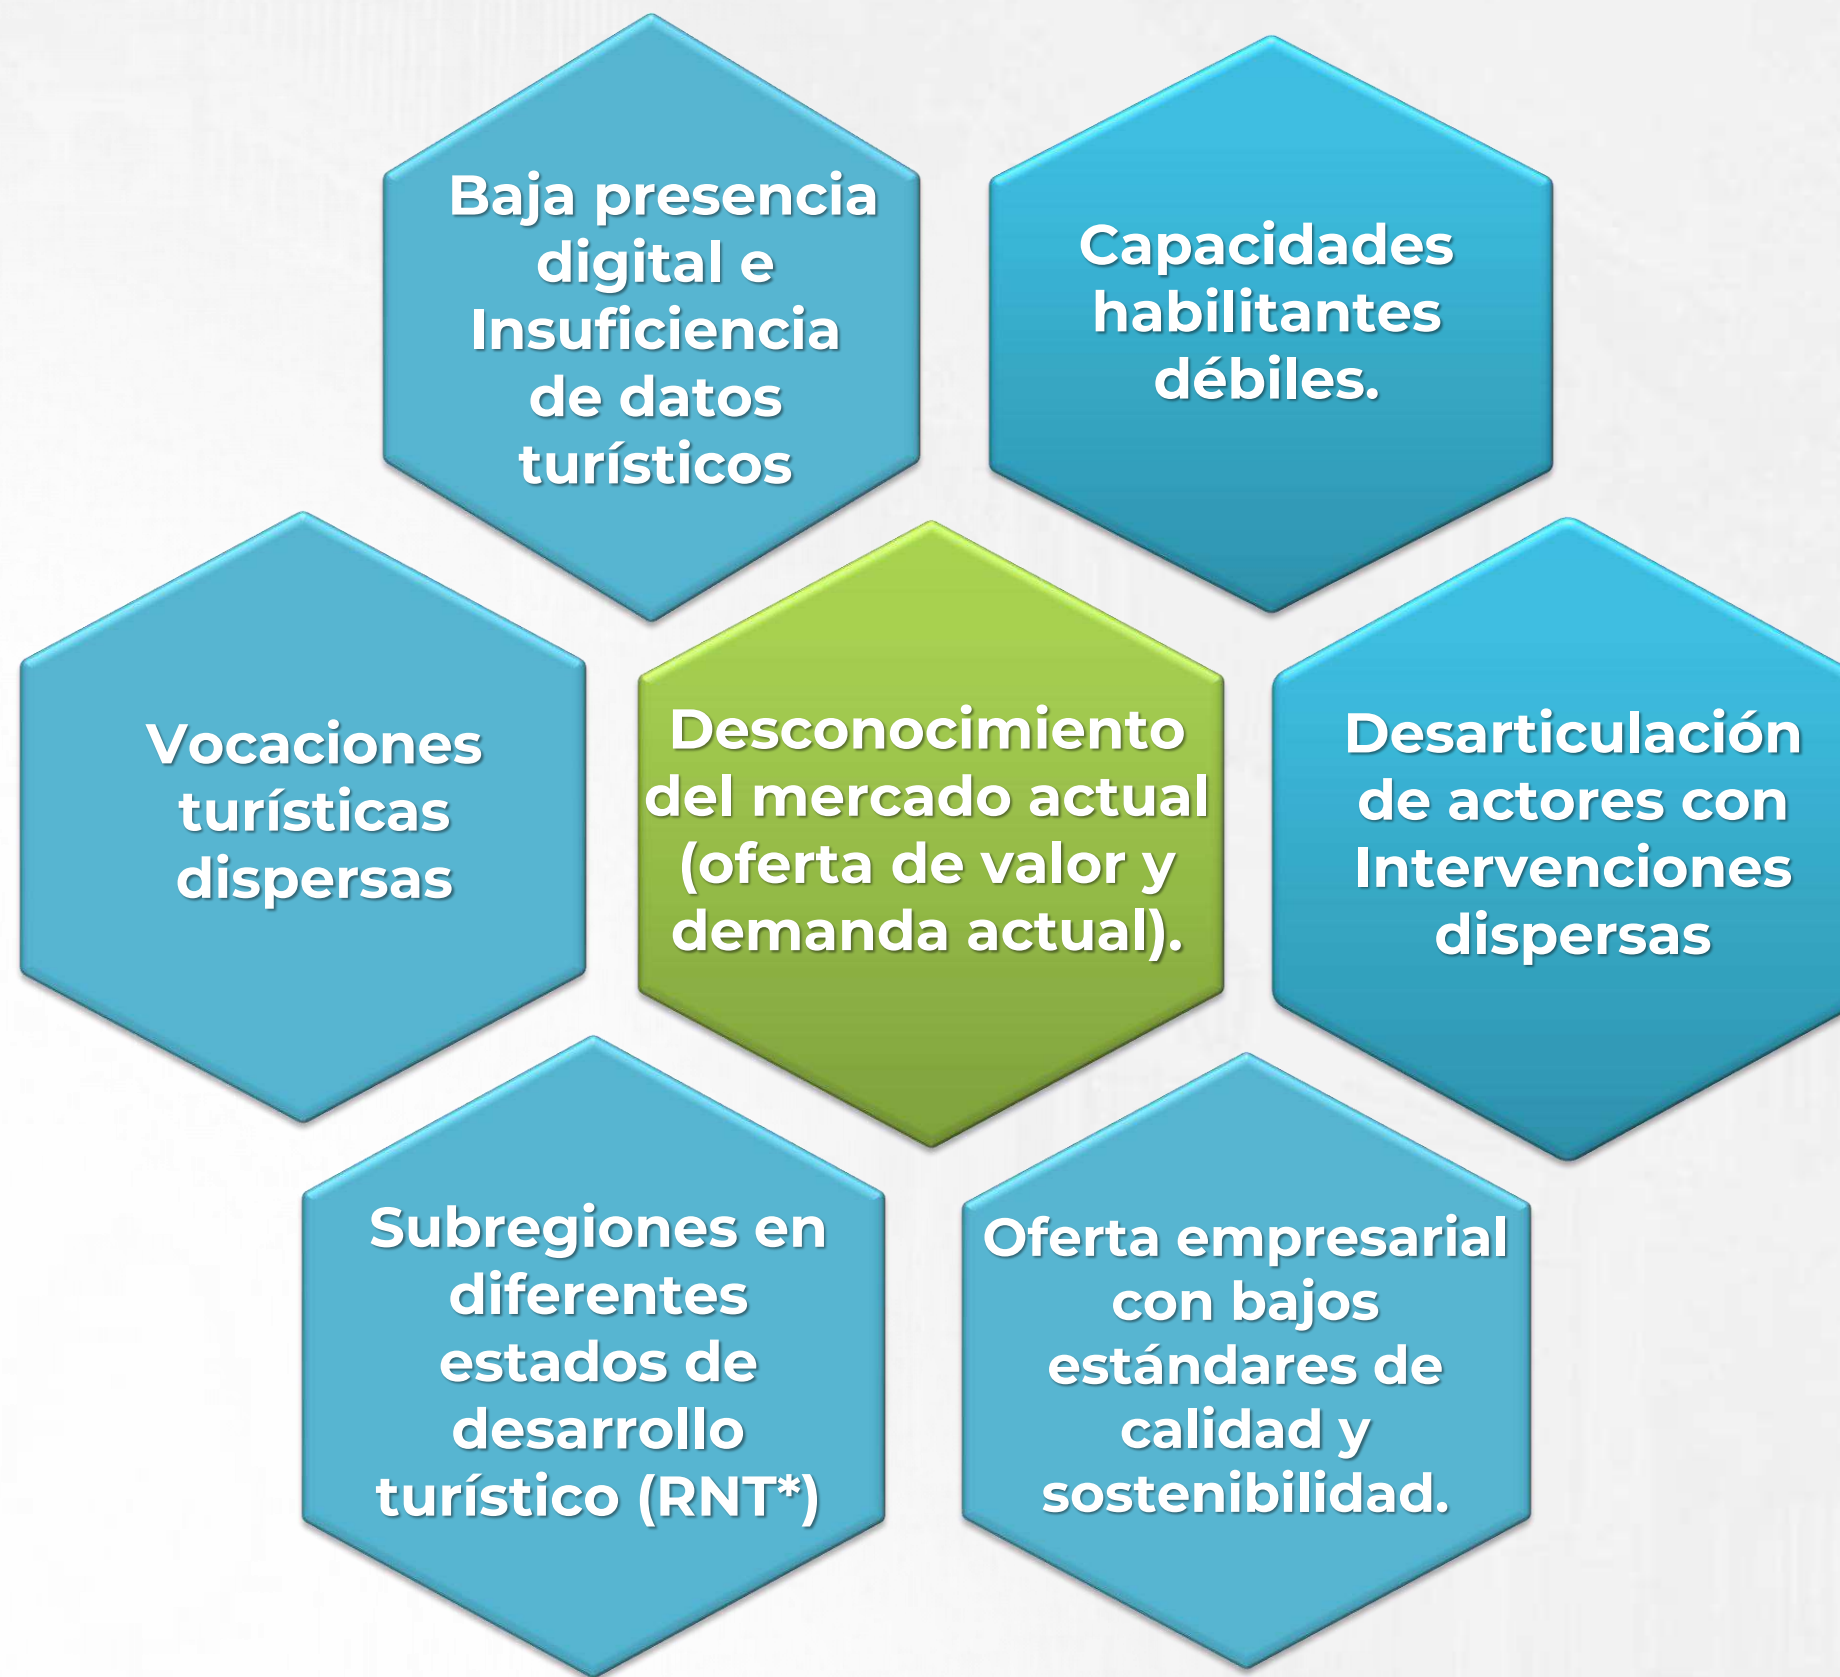 Baja presencia
digital e
Insuficiencia
de datos
turísticos
Capacidades
habilitantes
débiles.
Vocaciones
turísticas
dispersas
Desconocimiento
del mercado actual
(oferta de valor y
demanda actual).
Desarticulación
de actores con
Intervenciones
dispersas
Subregiones en
diferentes
estados de
desarrollo
turístico (RNT*)
Oferta empresarial
con bajos
estándares de
calidad y
sostenibilidad.